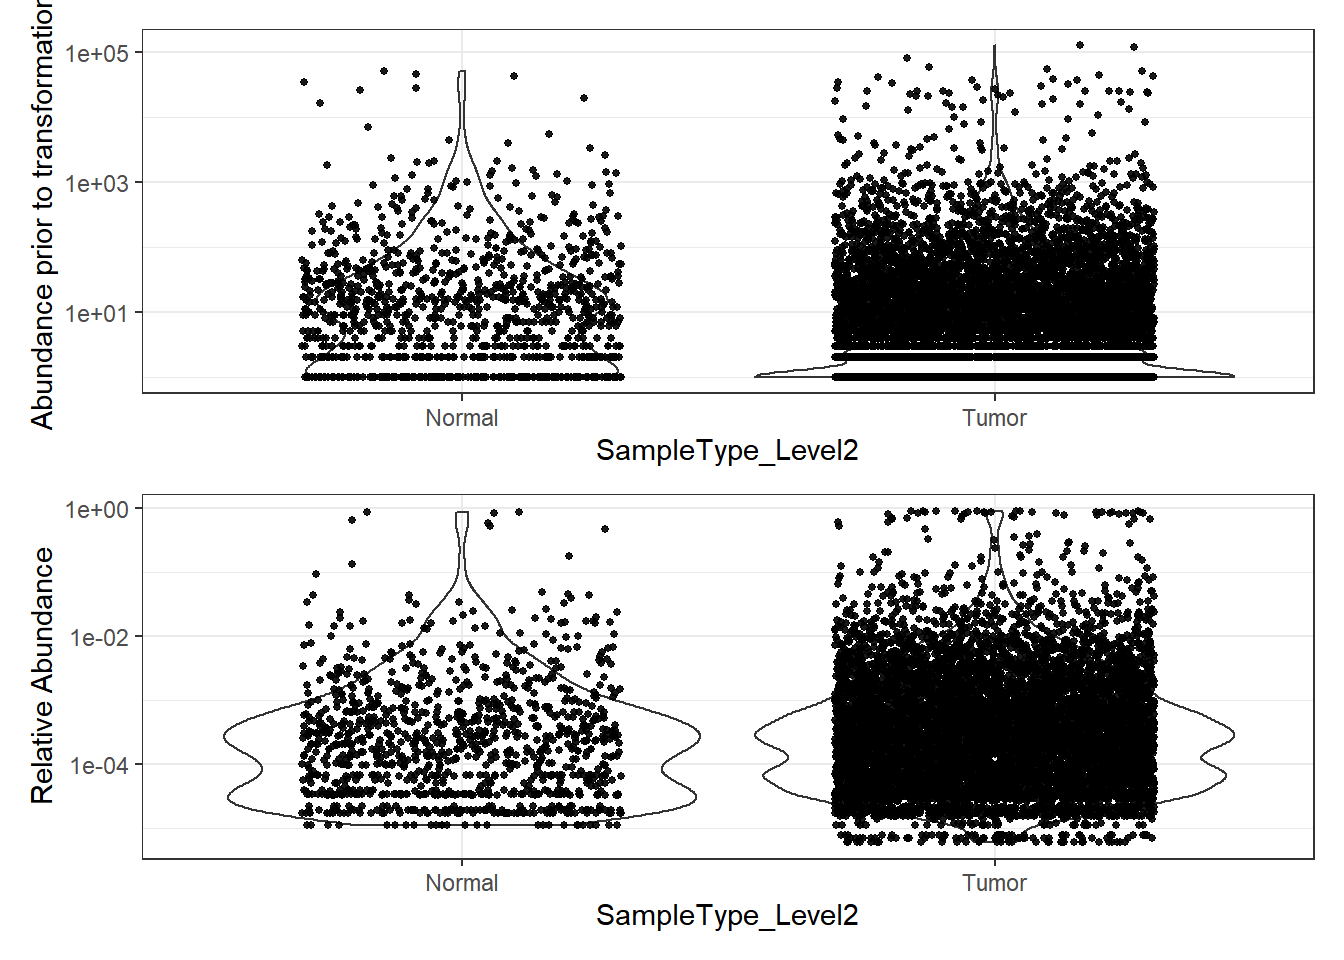 Abundance prior to transformation
1e+05
1e+03
1e+01
Normal
Tumor
SampleType_Level2
Relative Abundance
1e+00
1e-02
1e-04
Normal
Tumor
SampleType_Level2